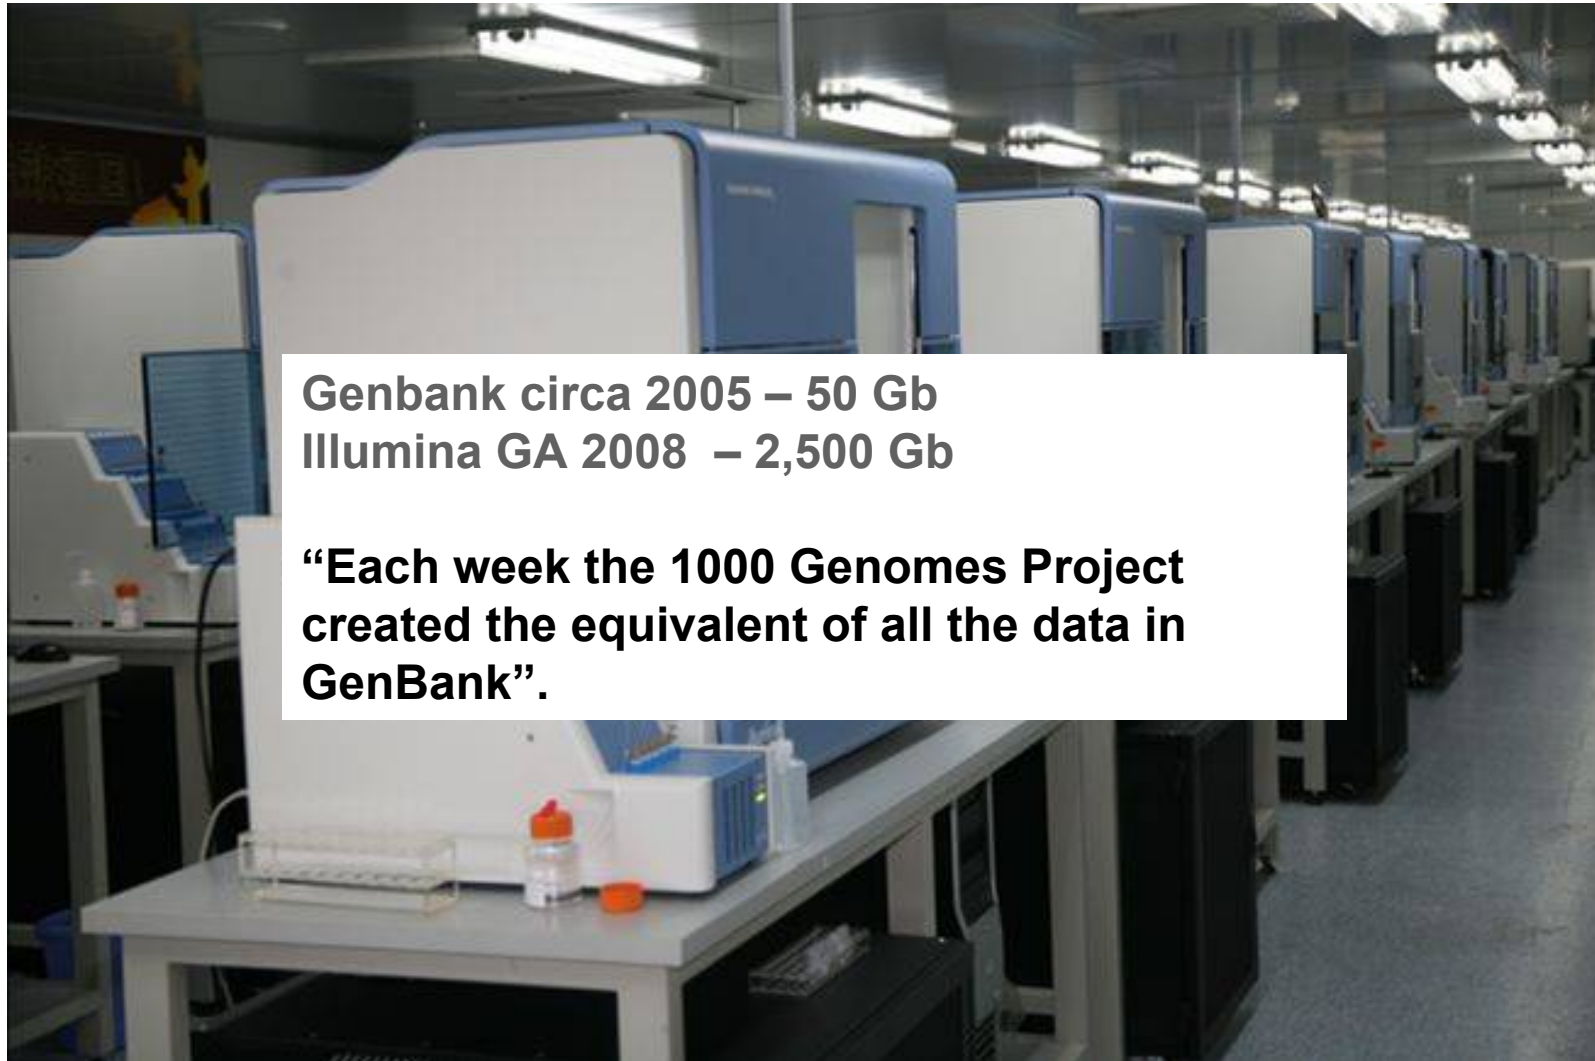 Genbank circa 2005 – 50 Gb
Illumina GA 2008  – 2,500 Gb
“Each week the 1000 Genomes Project
created the equivalent of all the data in
GenBank”.